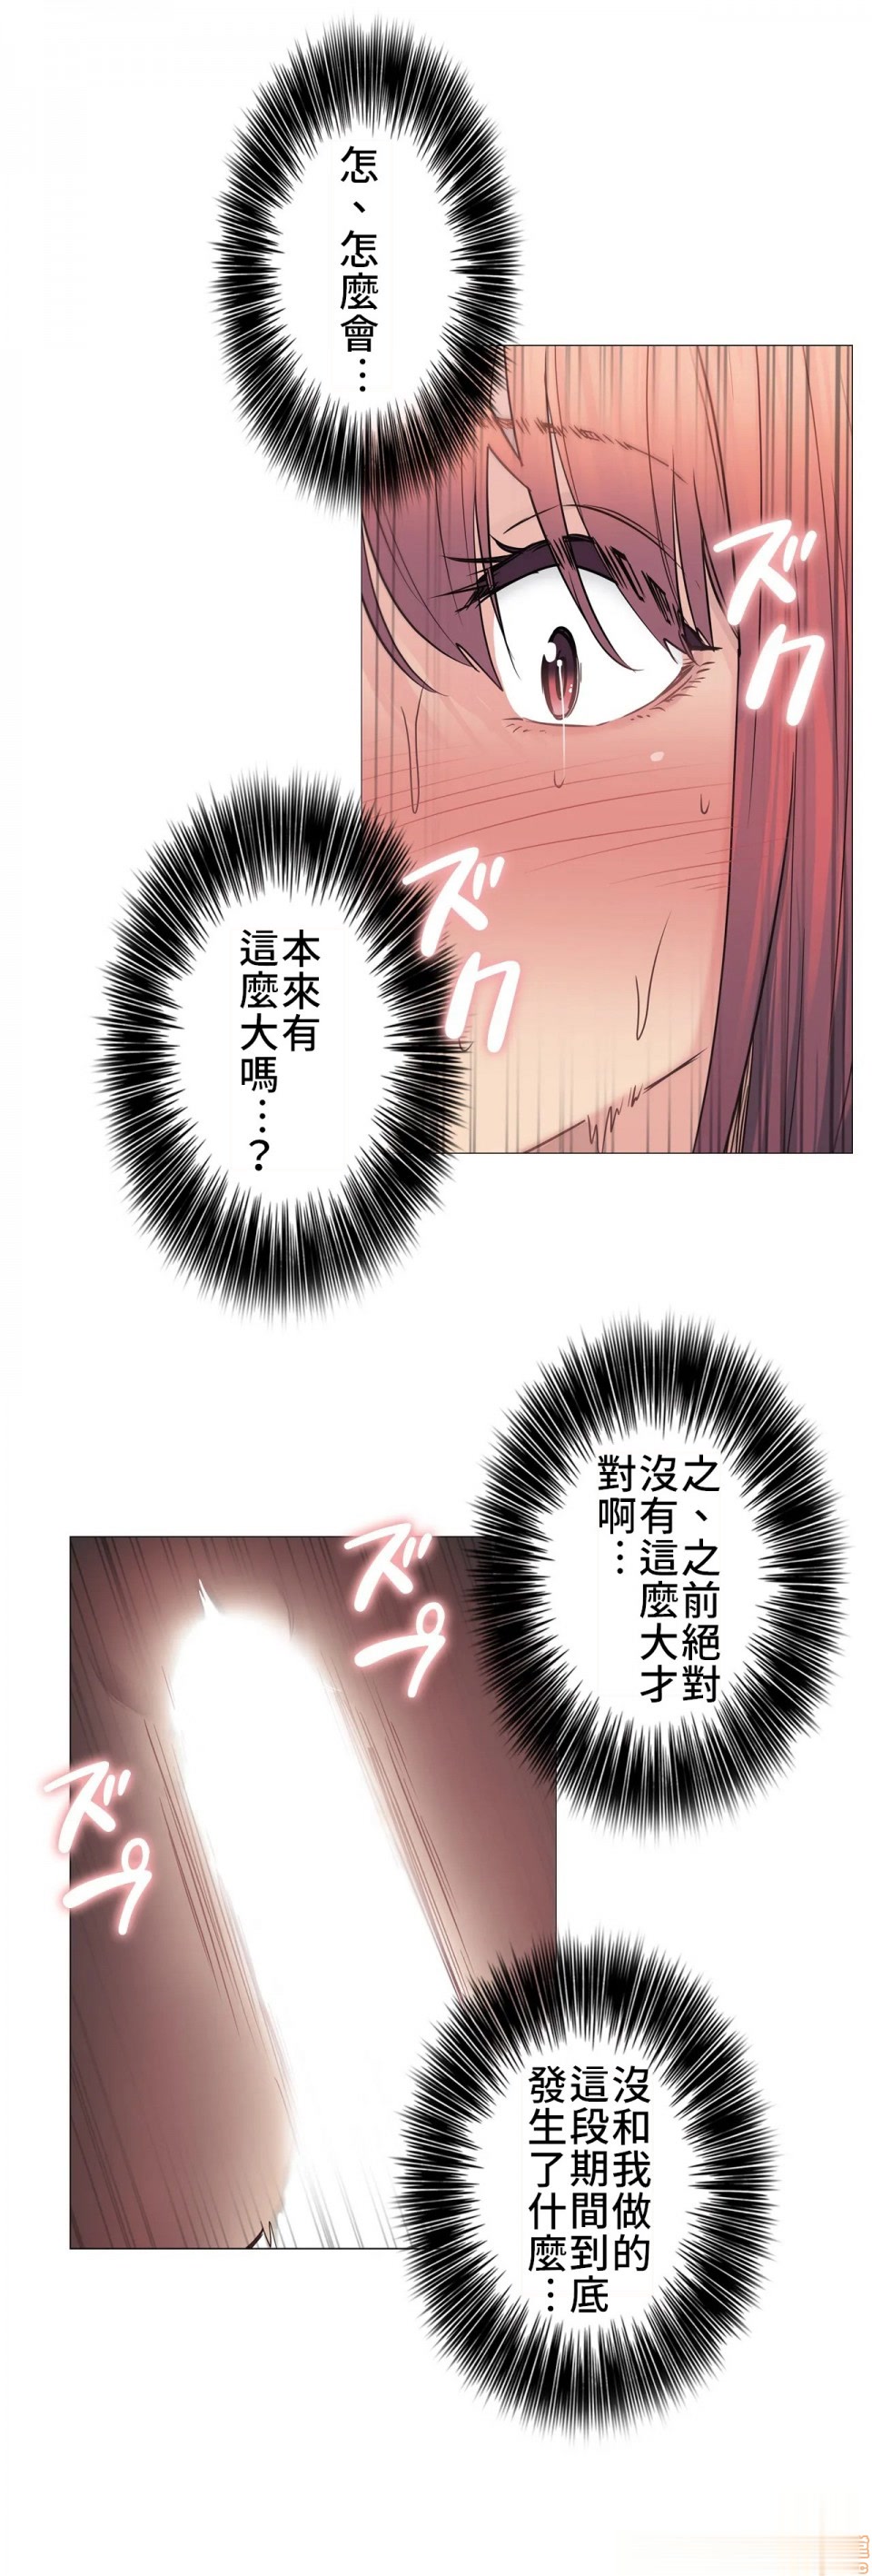 怎、怎麼會⋯
ズ
ク
本來有
這麼大嗎⋯？
ズ
ク
之、之前絕對
沒有這麼大才
對啊⋯
ズ
プ
ズ
プ
沒和我做的
這段期間到底
發生了什麼⋯